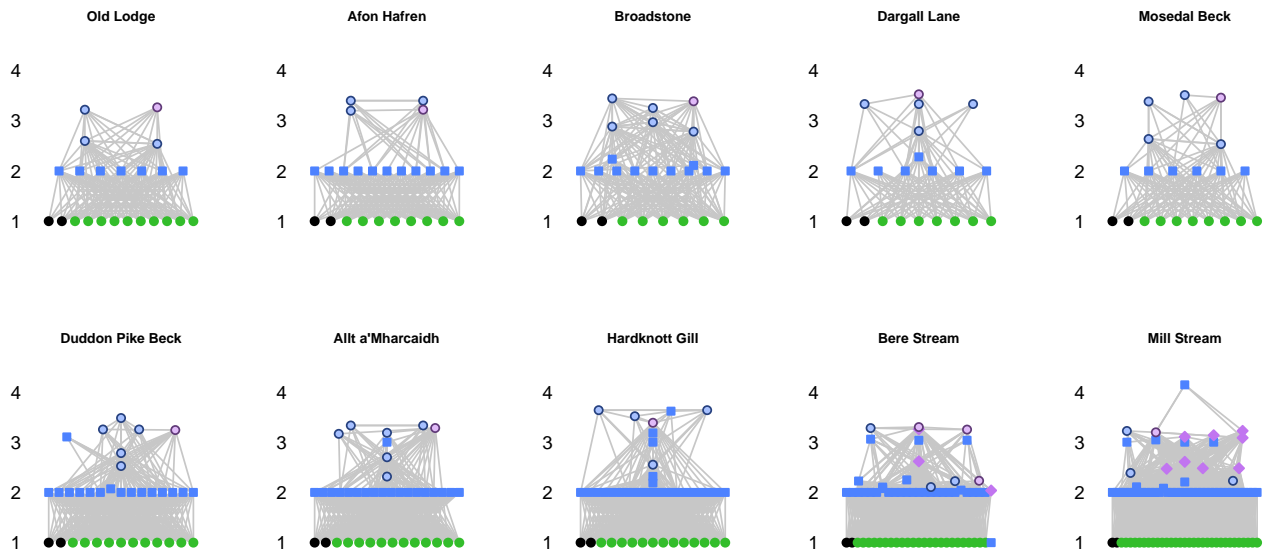 Old Lodge
Afon Hafren
Broadstone
Dargall Lane
Mosedal Beck
4 4 4 4 4
3 3 3 3 3
2 2 2 2 2
1 1 1 1 1
Duddon Pike Beck
Allt a'Mharcaidh
Hardknott Gill
Bere Stream
Mill Stream
4 4 4 4 4
3 3 3 3 3
2 2 2 2 2
1 1 1 1 1